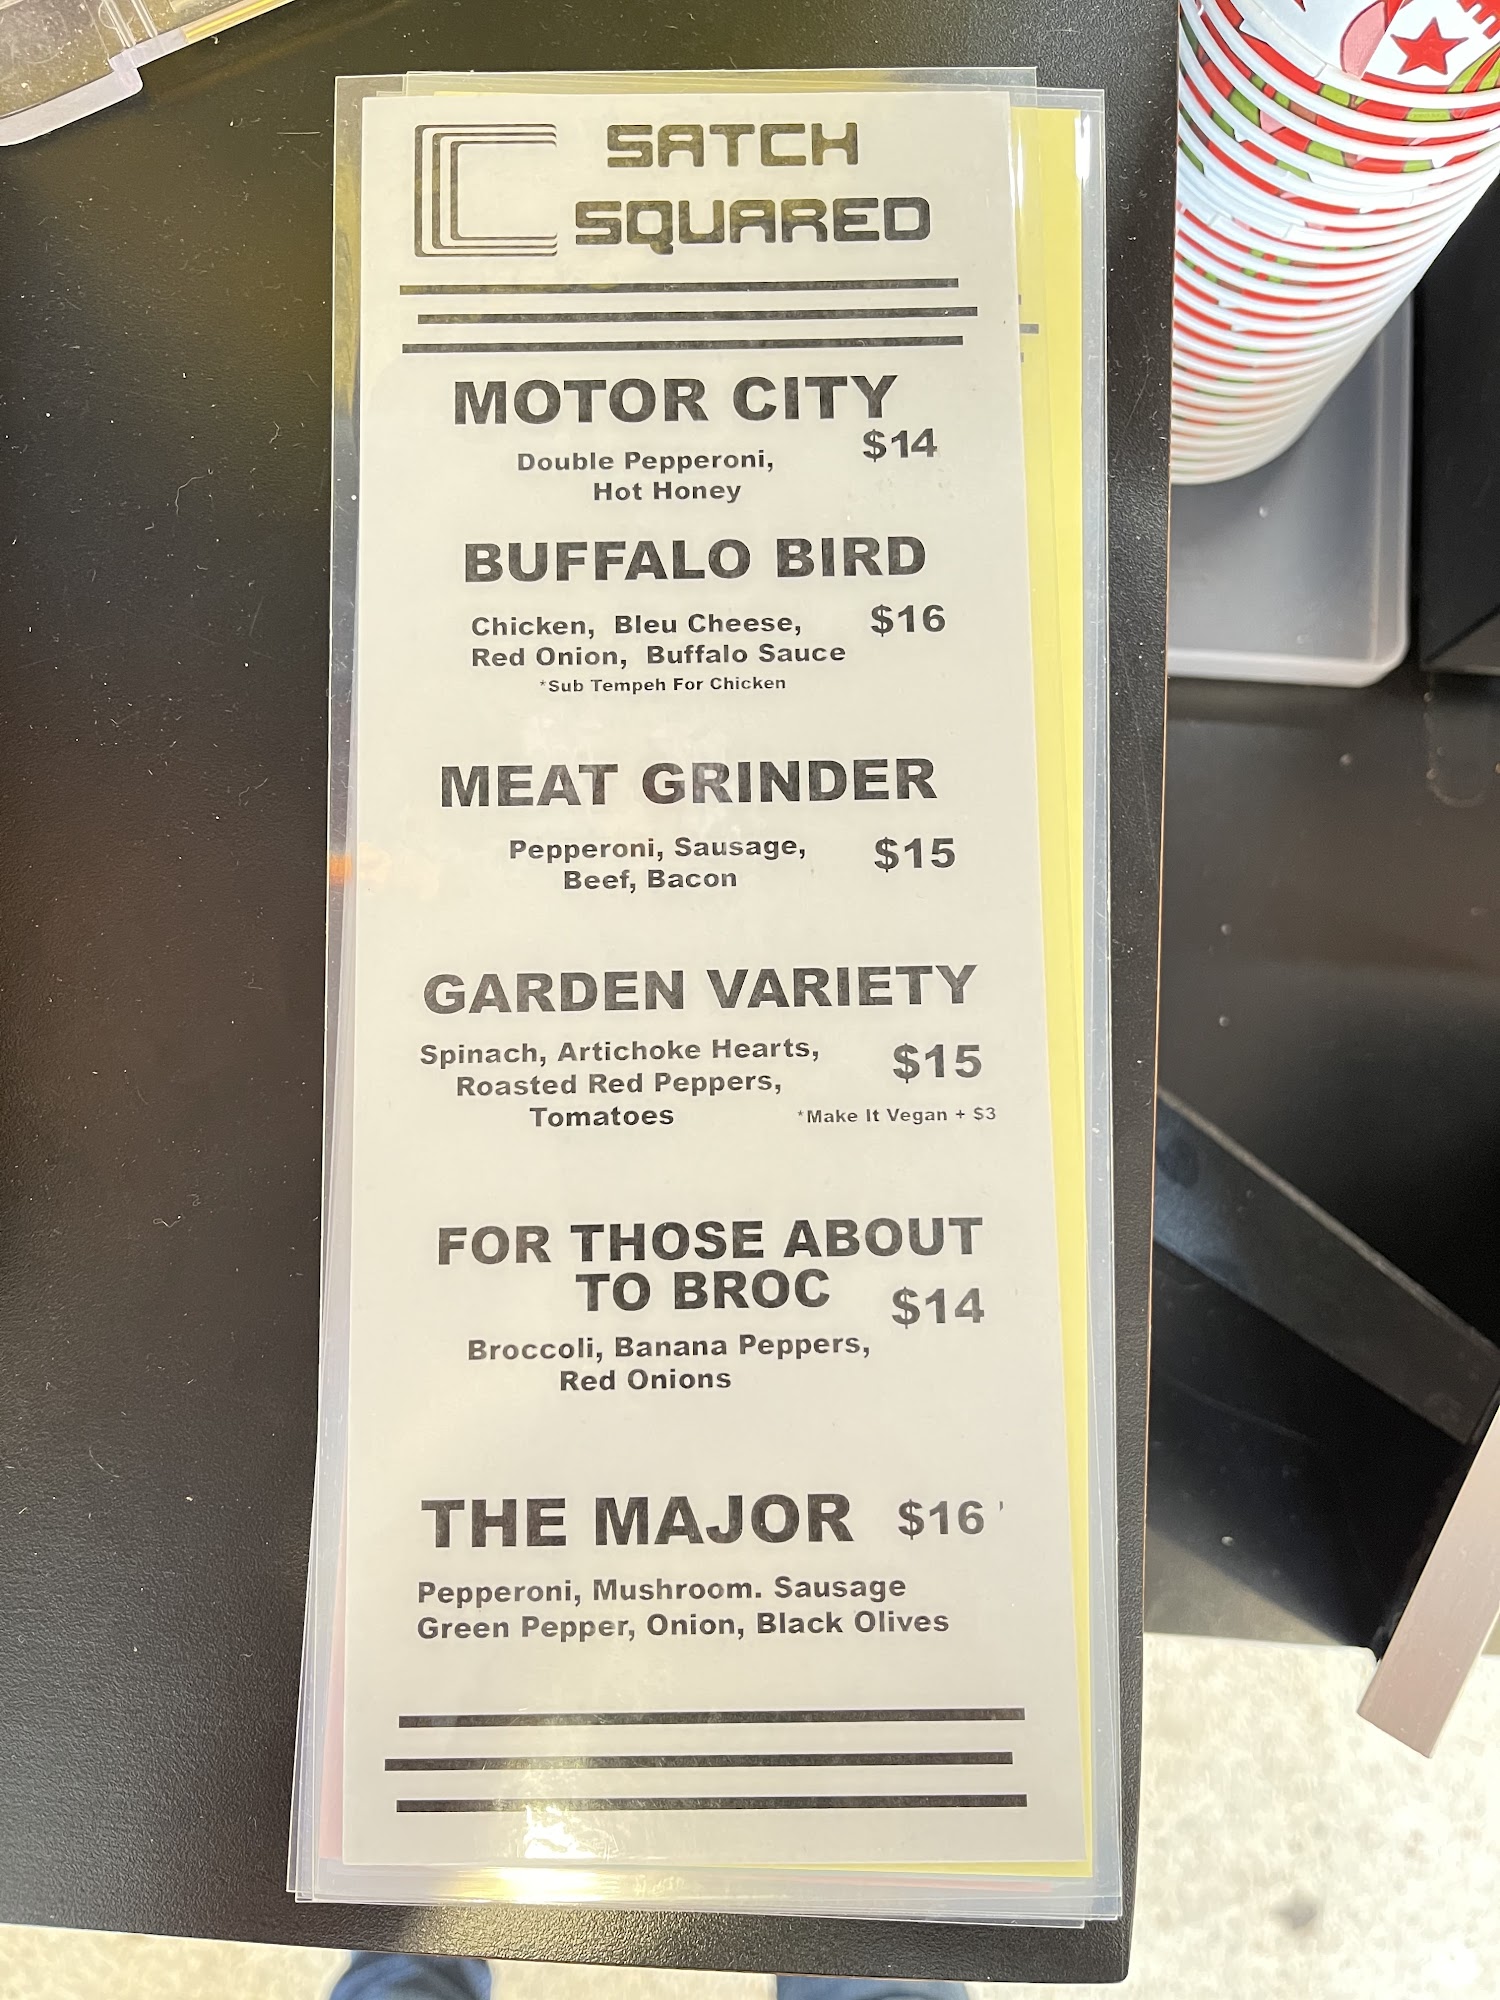 SATCH
SQUARED
MOTOR CITY
$14
Double Pepperoni,
Hot Honey
BUFFALO BIRD
Chicken, Bleu Cheese, $16
Red Onion, Buffalo Sauce
*Sub Tempeh For Chicken
MEAT GRINDER
Pepperoni, Sausage, $15
Beef, Bacon
GARDEN VARIETY
Spinach, Artichoke Hearts, $15
Roasted Red Peppers,
Tomatoes *Make It Vegan + $3
FOR THOSE ABOUT
TO BROC $14
Broccoli, Banana Peppers,
Red Onions
THE MAJOR $16
Pepperoni, Mushroom. Sausage
Green Pepper, Onion, Black Olives